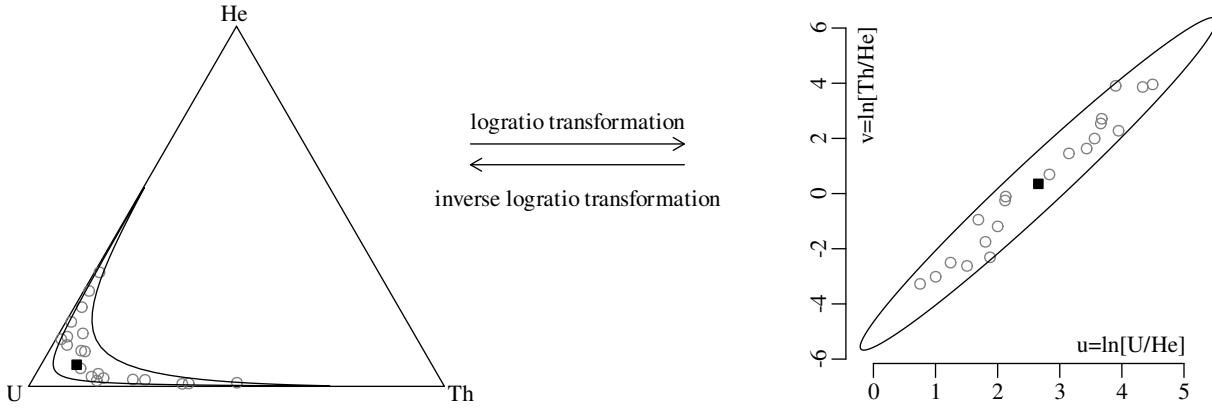 He
U
Th
logratio transformation
inverse logratio transformation
v=ln[Th/He]
6
4
2
0
-2
-4
-6
u=ln[U/He]
0 1 2 3 4 5